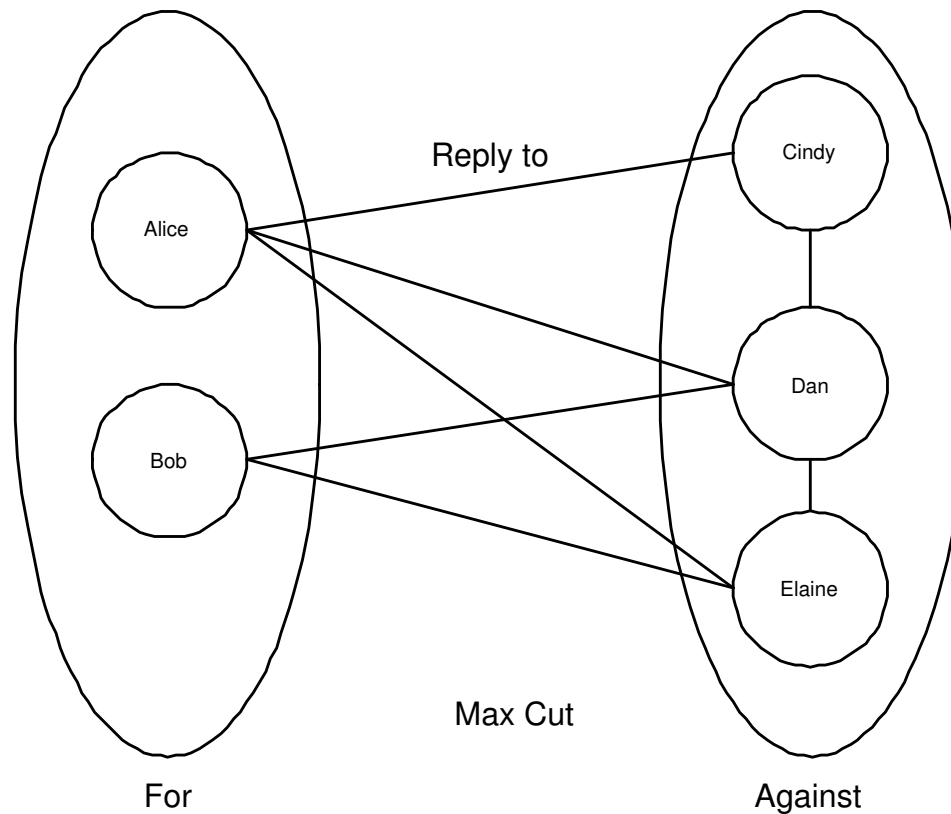 Reply to
Cindy
Alice
Dan
Bob
Elaine
Max Cut
For
Against